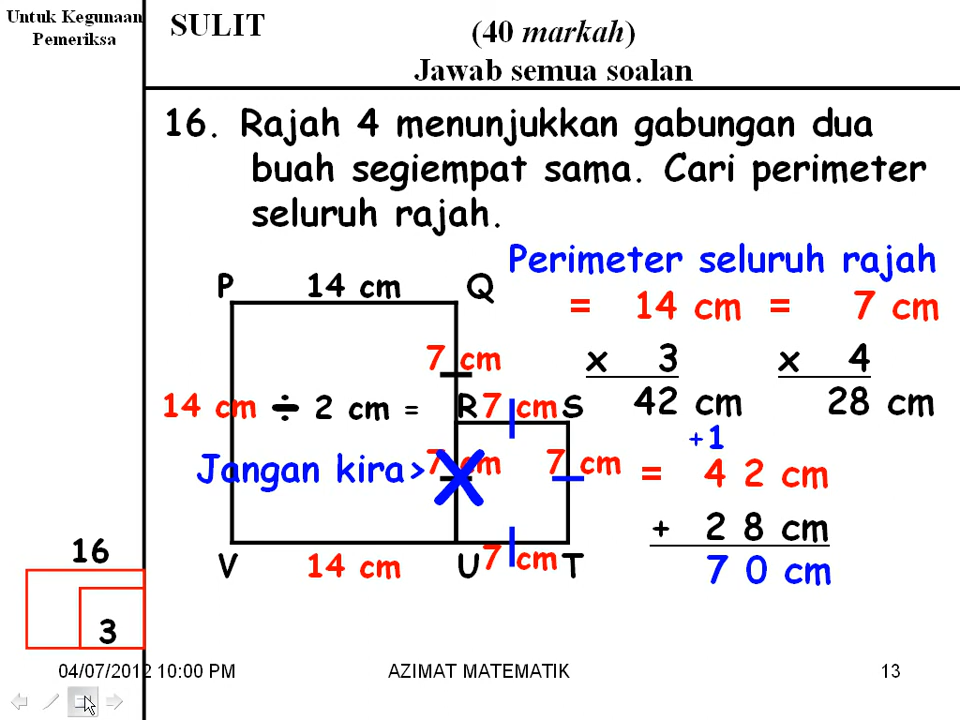 Untuk Kegunaan
Pemeriksa
SULIT
(40 markah)
Jawab semua soalan
16. Rajah 4 menunjukkan gabungan dua
buah segiempat sama. Cari perimeter
seluruh rajah.
Perimeter seluruh rajah
= 14 cm = 7 cm
x 3 x 4
42 cm 28 cm
+1
= 4 2 cm
+ 2 8 cm
7 0 cm
P 14 cm Q
7 cm
14 cm ÷ 2 cm = R 7 cm S
Jangan kira> 7 cm X 7 cm
V 14 cm U 7 cm T
16
3
04/07/2012 10:00 PM AZIMAT MATEMATIK 13